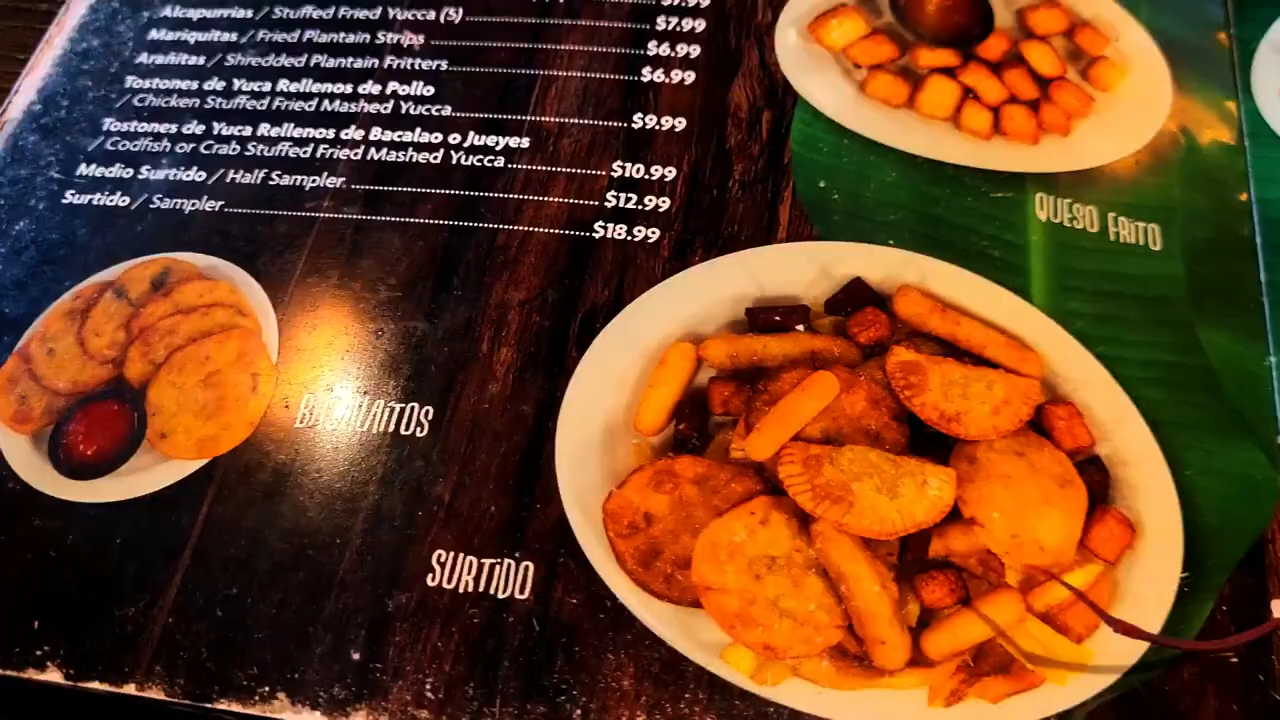 Alcapurrias / Stuffed Fried Yucca (5) $7.99
Mariquitas / Fried Plantain Strips $6.99
Arañitas / Shredded Plantain Fritters $6.99
Tostones de Yuca Rellenos de Pollo
/ Chicken Stuffed Fried Mashed Yucca $9.99
Tostones de Yuca Rellenos de Bacalao o Jueyes
/ Codfish or Crab Stuffed Fried Mashed Yucca $10.99
Medio Surtido / Half Sampler $12.99
Surtido / Sampler $18.99
QUESO FRITO
BACALAITOS
SURTIDO